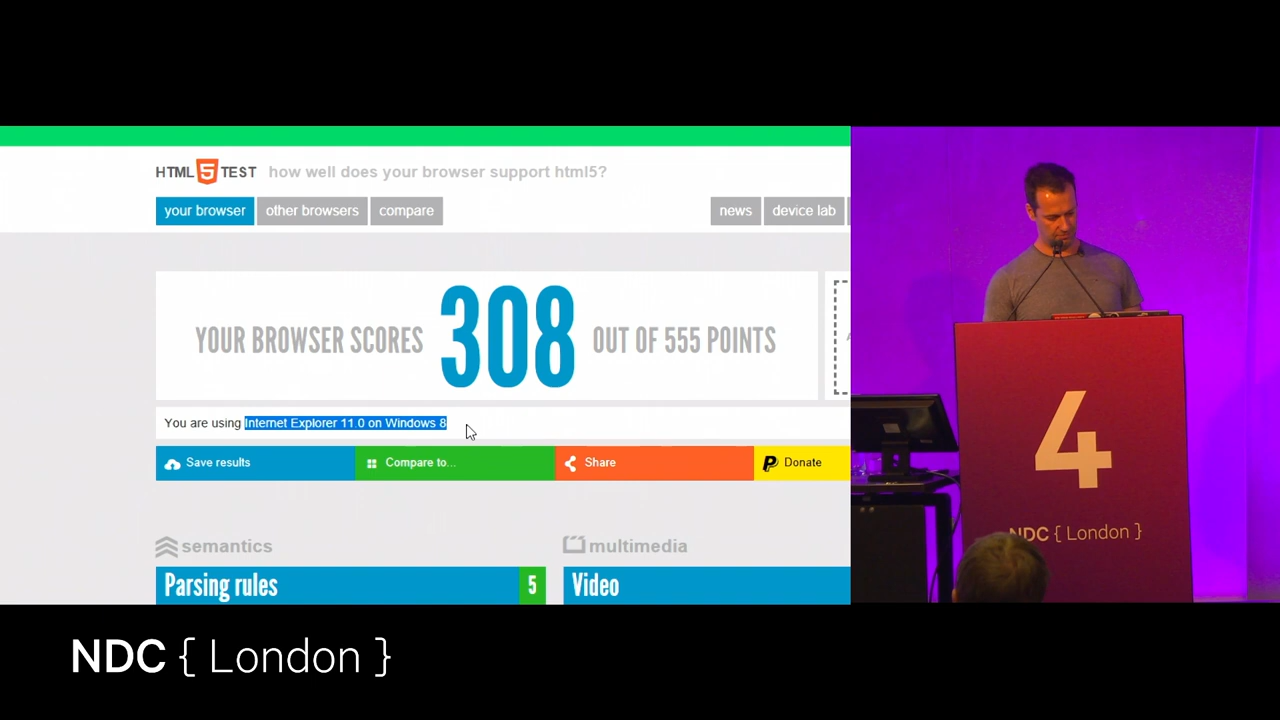 HTML 5 TEST how well does your browser support html5?
your browser other browsers compare news device lab
YOUR BROWSER SCORES 308 OUT OF 555 POINTS
You are using Internet Explorer 11.0 on Windows 8
Save results Compare to... Share Donate
semantics multimedia
Parsing rules 5 Video
4
NDC { London }
NDC { London }